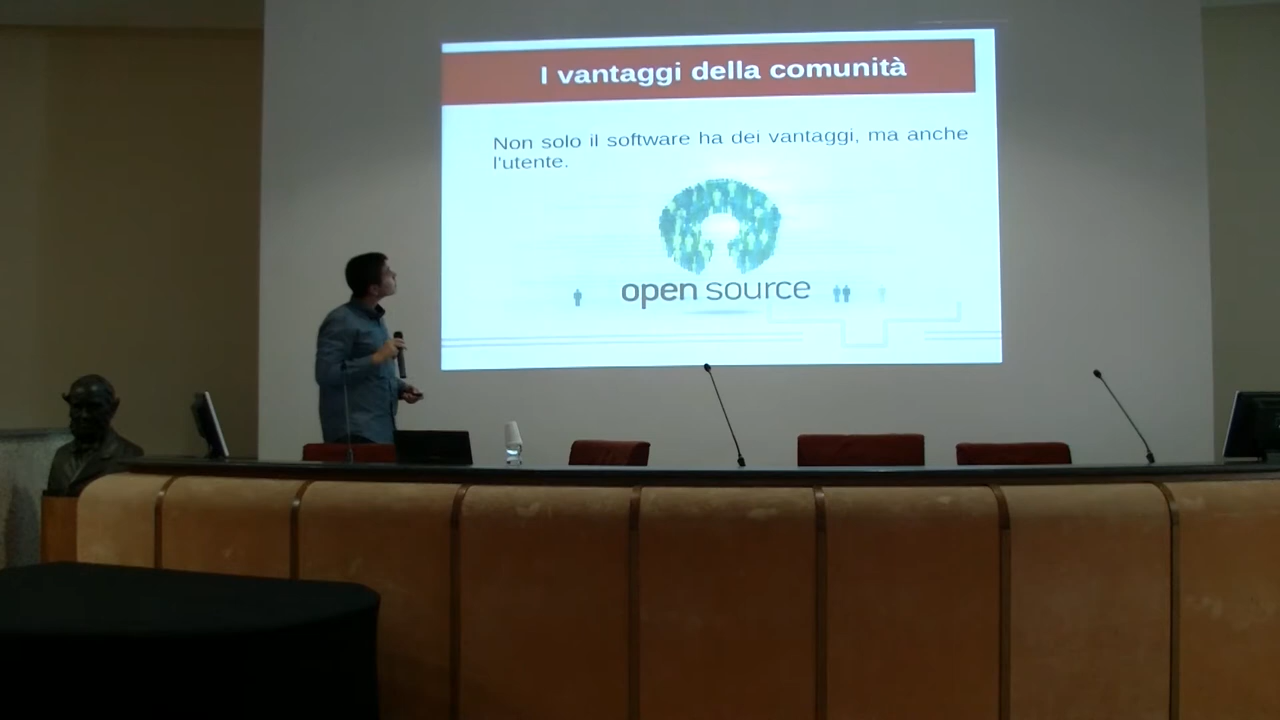 I vantaggi della comunità
Non solo il software ha dei vantaggi, ma anche
l'utente.
open source